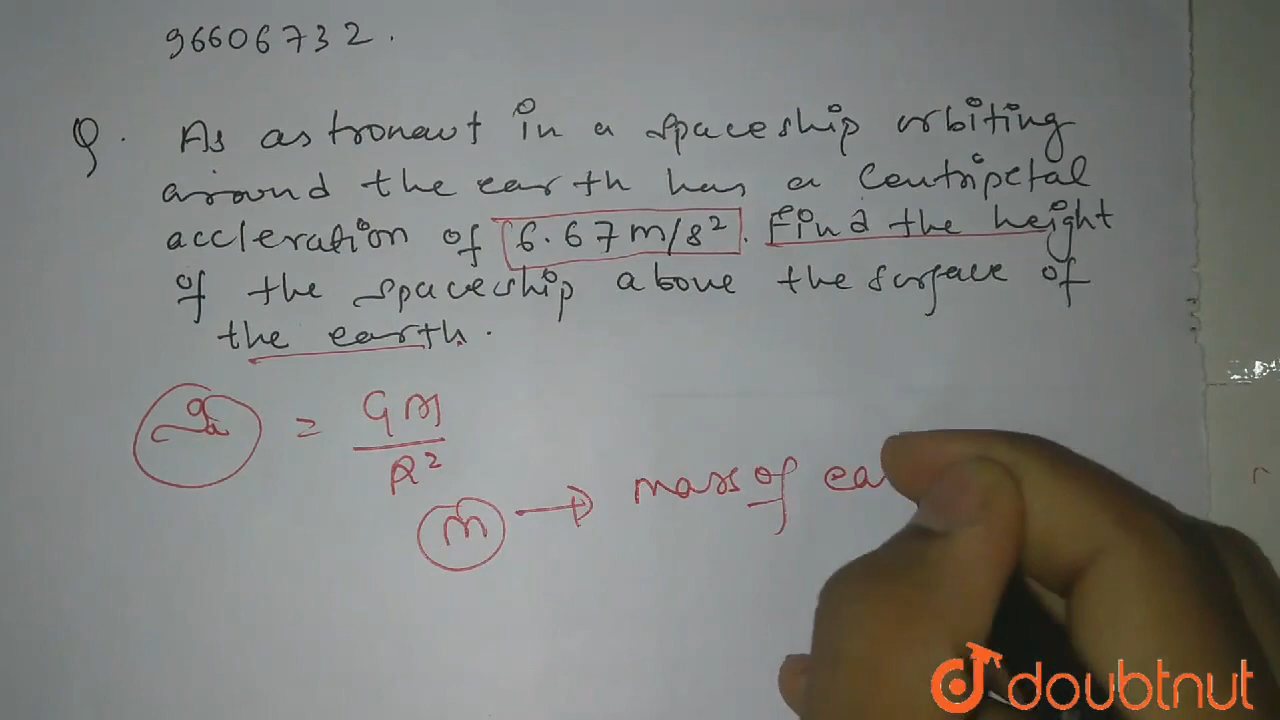 96606732.
Q. As astronaut in a spaceship orbiting
around the earth has a centripetal
accleration of 6.67 m/s². Find the height
of the spaceship above the surface of
the earth.
= GM
R²
m → mass of ea
doubtnut